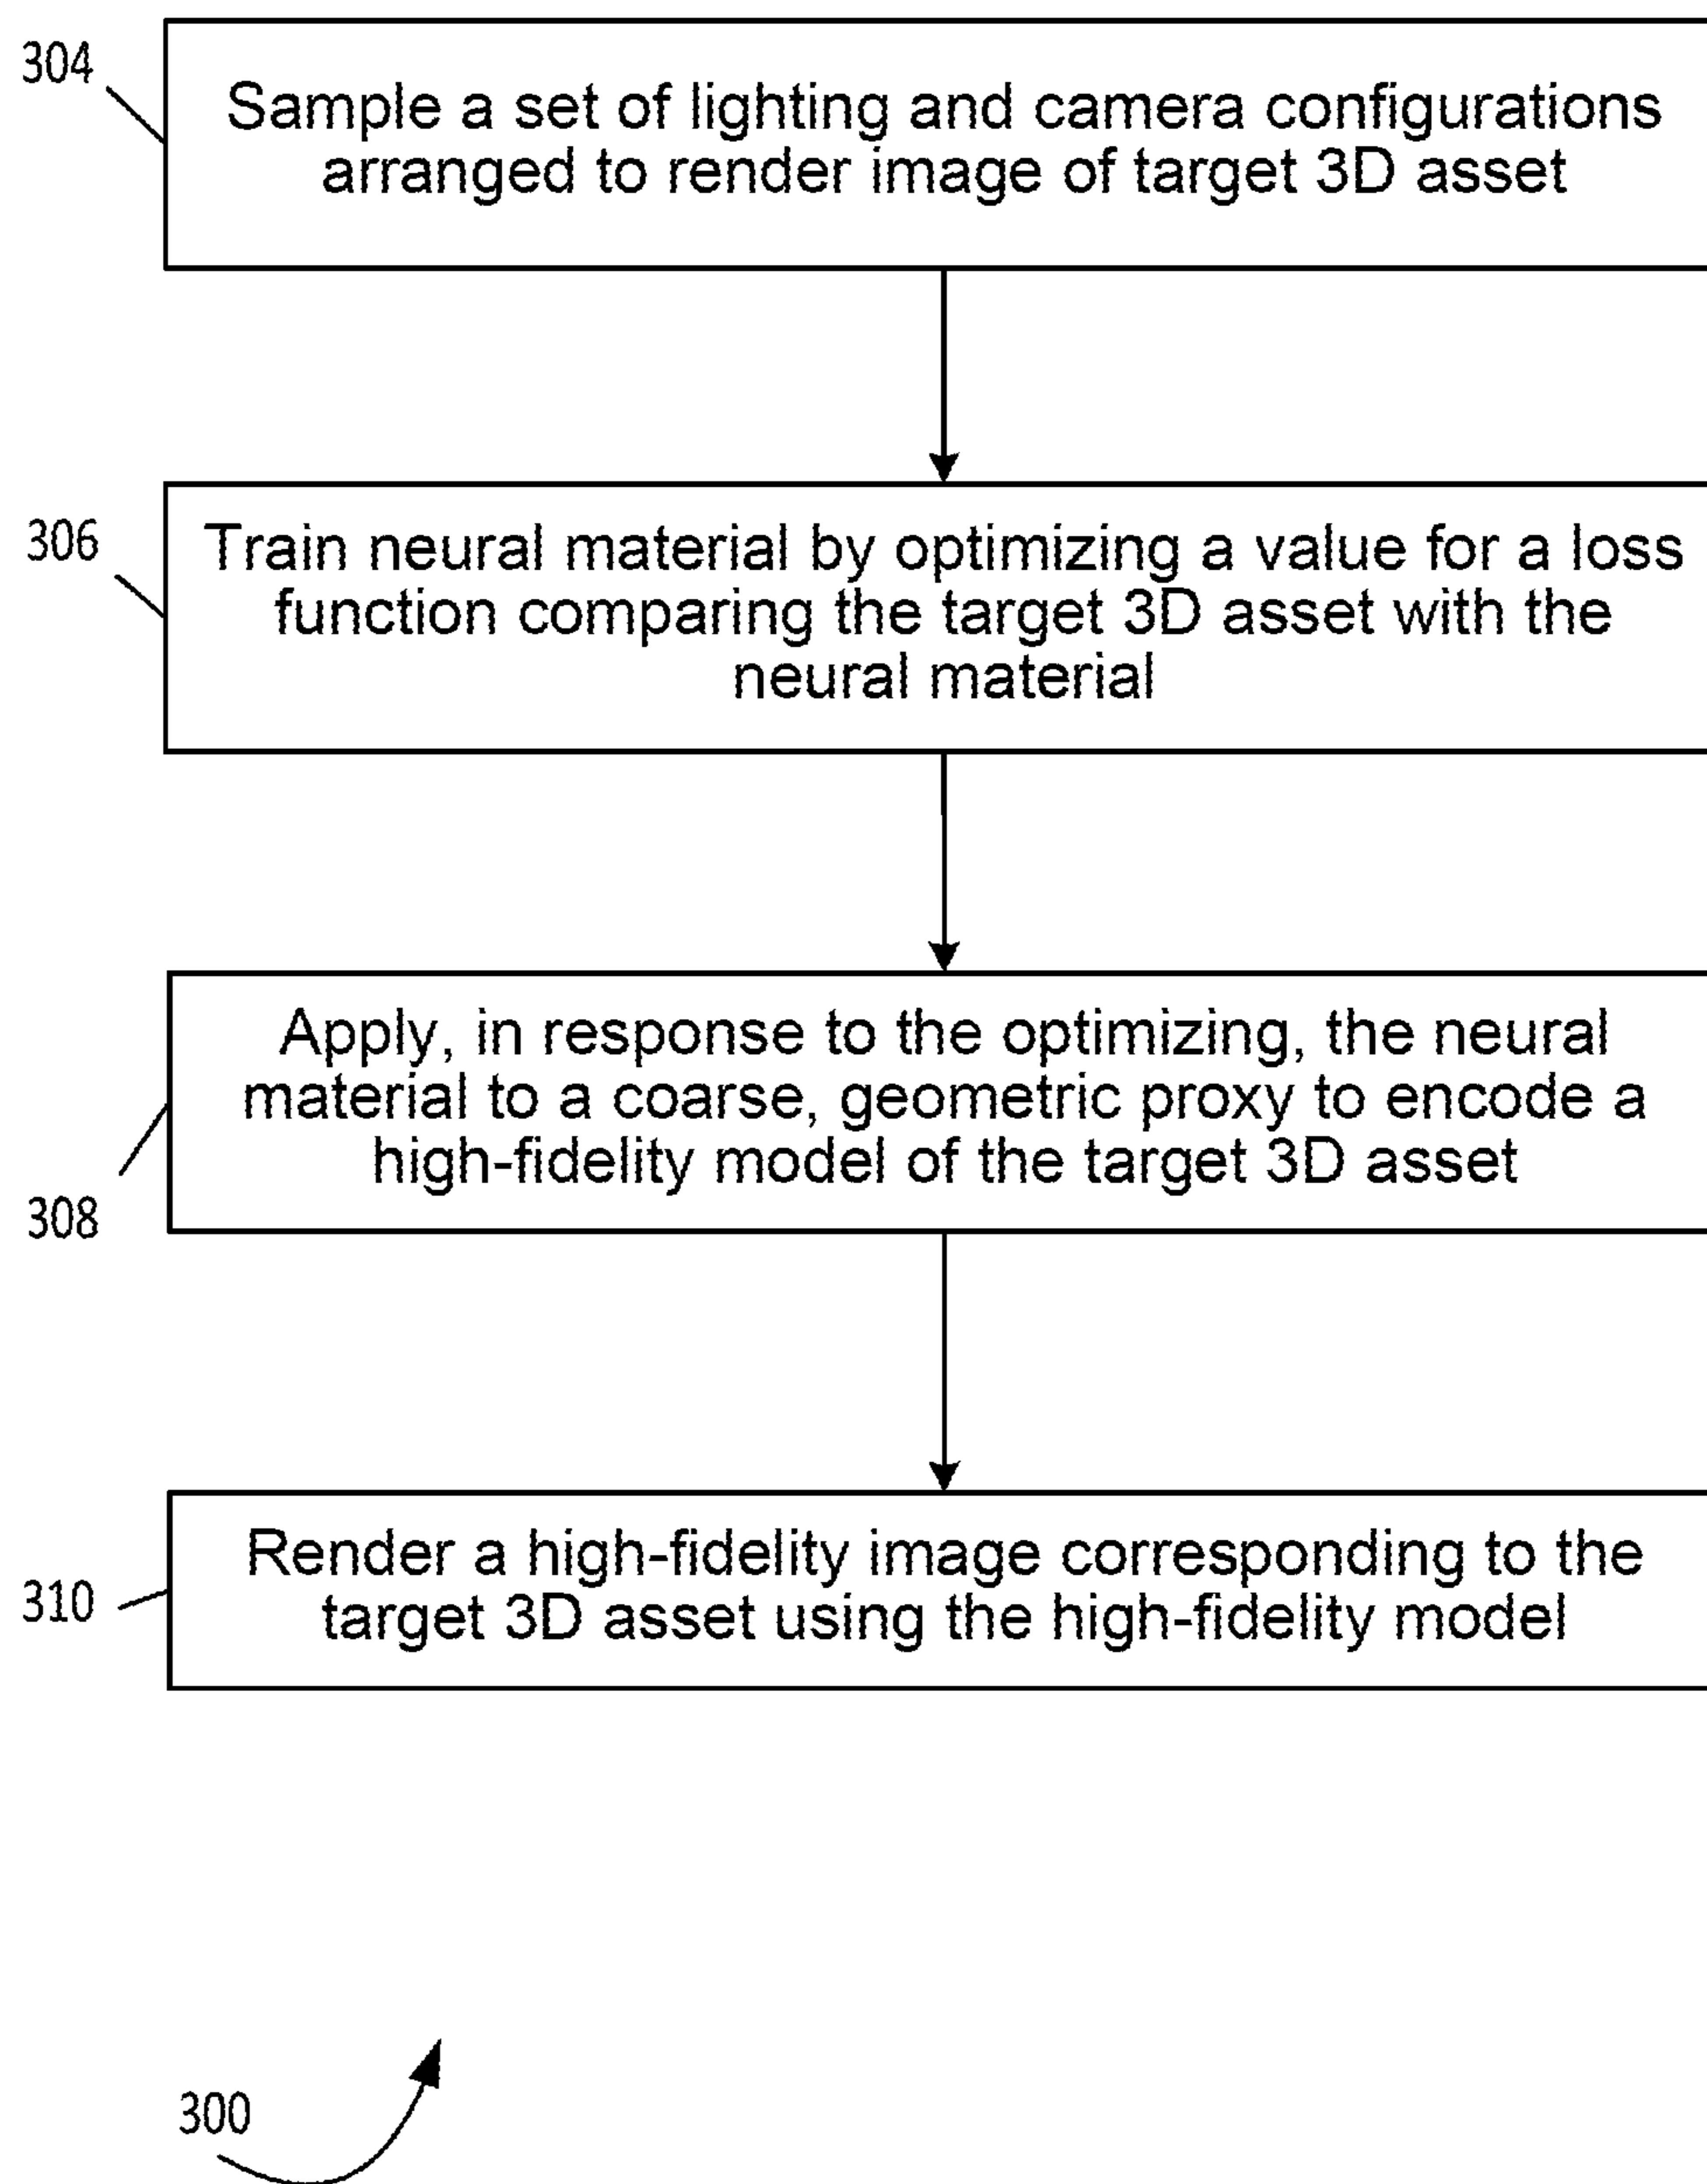 304
Sample a set of lighting and camera configurations
arranged to render image of target 3D asset
306
Train neural material by optimizing a value for a loss
function comparing the target 3D asset with the
neural material
Apply, in response to the optimizing, the neural
material to a coarse, geometric proxy to encode a
high-fidelity model of the target 3D asset
308
Render a high-fidelity image corresponding to the
target 3D asset using the high-fidelity model
310
300